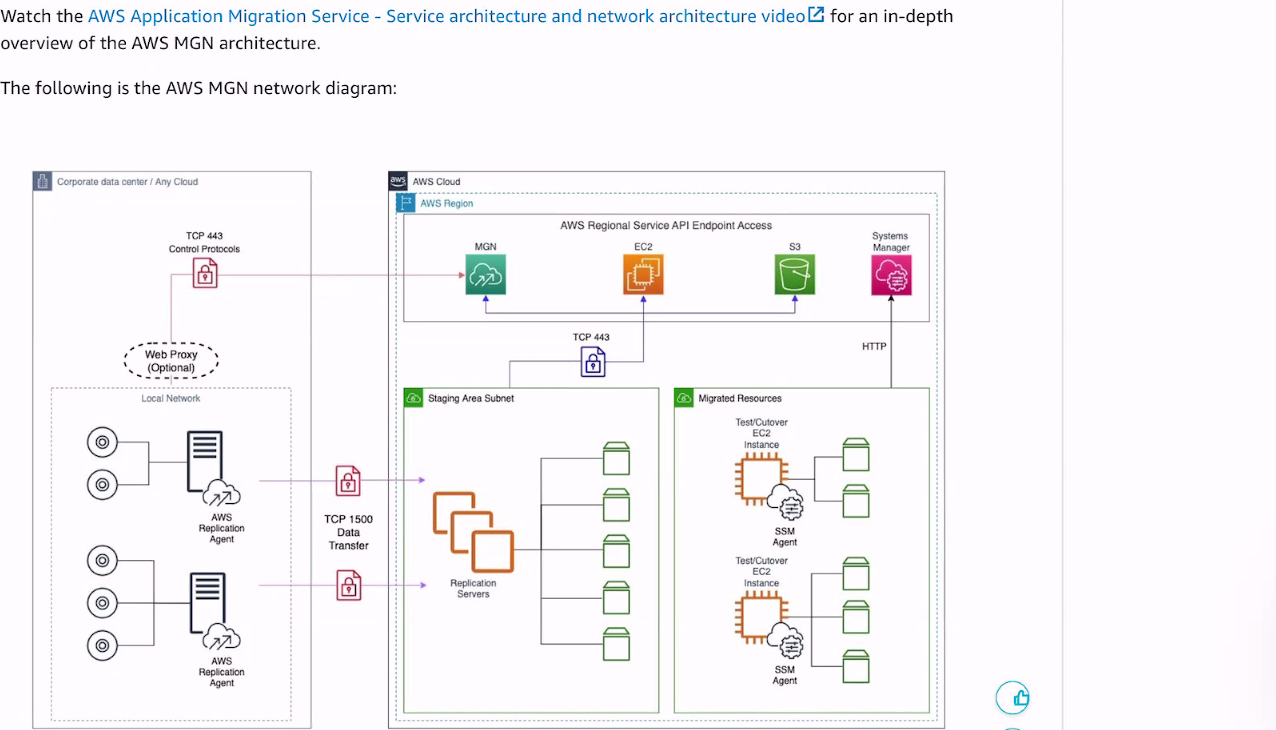 Watch the AWS Application Migration Service - Service architecture and network architecture video for an in-depth
overview of the AWS MGN architecture.
The following is the AWS MGN network diagram:
Corporate data center / Any Cloud
TCP 443
Control Protocols
Web Proxy
(Optional)
Local Network
AWS
Replication
Agent
AWS
Replication
Agent
TCP 1500
Data
Transfer
aws
AWS Cloud
AWS Region
AWS Regional Service API Endpoint Access
MGN
EC2
S3
Systems
Manager
TCP 443
HTTP
Staging Area Subnet
Replication
Servers
Migrated Resources
Test/Cutover
EC2
Instance
SSM
Agent
Test/Cutover
EC2
Instance
SSM
Agent